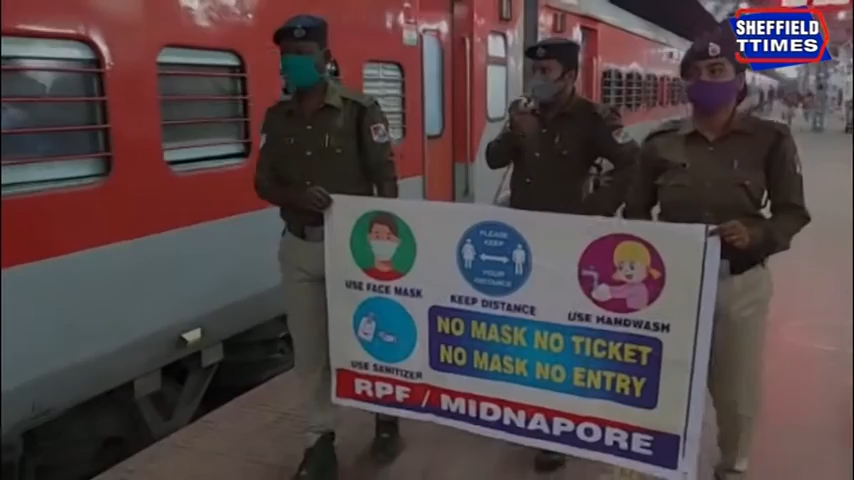 SHEFFIELD
TTIMES
PLEASE
KEEP
YOUR
DISTANCE
USE FACE MASK
KEEP DISTANCE
USE HANDWASH
USE SANITIZER
NO MASK NO TICKET
NO MASK NO ENTRY
RPF / MIDNAPORE